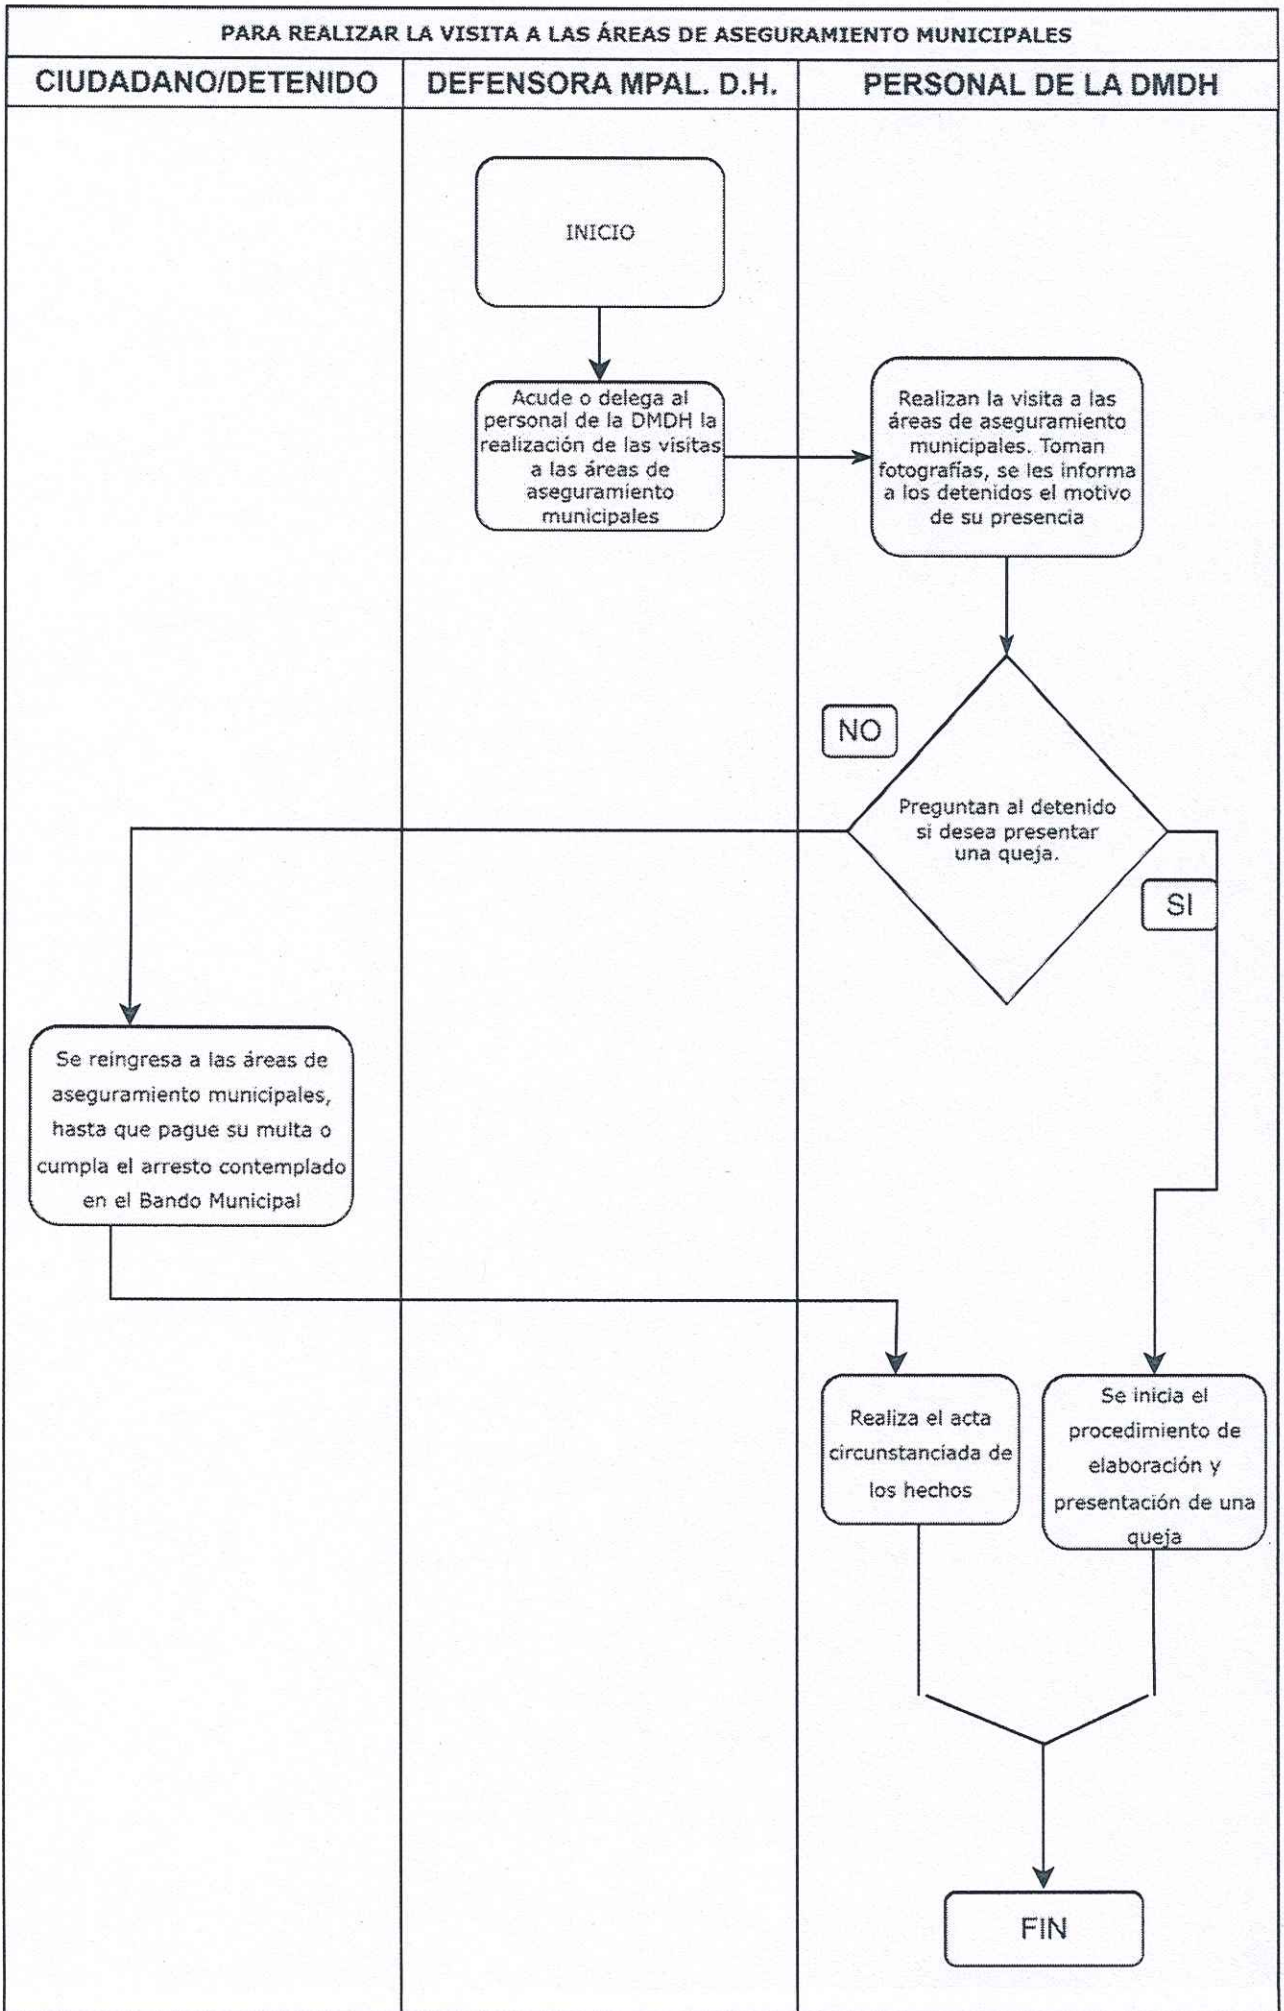 PARA REALIZAR LA VISITA A LAS ÁREAS DE ASEGURAMIENTO MUNICIPALES
CIUDADANO/DETENIDO
DEFENSORA MPAL. D.H.
PERSONAL DE LA DMDH
INICIO
Acude o delega al
personal de la DMDH la
realización de las visitas
a las áreas de
aseguramiento
municipales
Realizan la visita a las
áreas de aseguramiento
municipales. Toman
fotografías, se les informa
a los detenidos el motivo
de su presencia
NO
Preguntan al detenido
si desea presentar
una queja.
SI
Se reingresa a las áreas de
aseguramiento municipales,
hasta que pague su multa o
cumpla el arresto contemplado
en el Bando Municipal
Realiza el acta
circunstanciada de
los hechos
Se inicia el
procedimiento de
elaboración y
presentación de una
queja
FIN